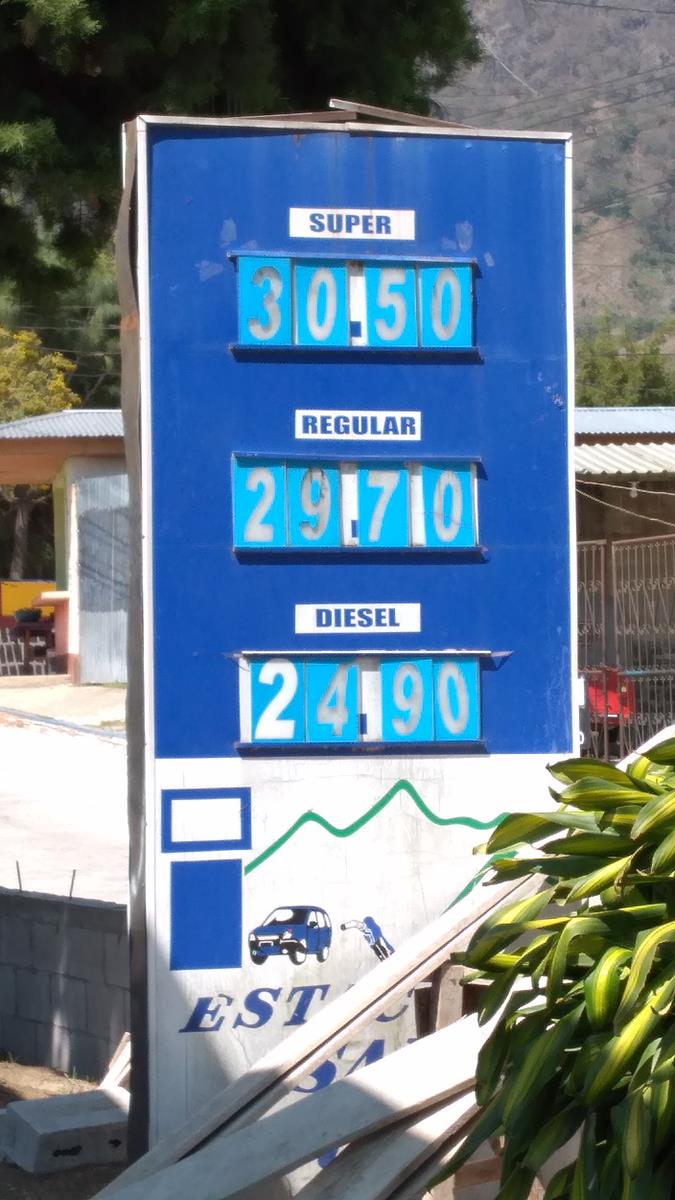 SUPER
30.50
REGULAR
29.70
DIESEL
24.90